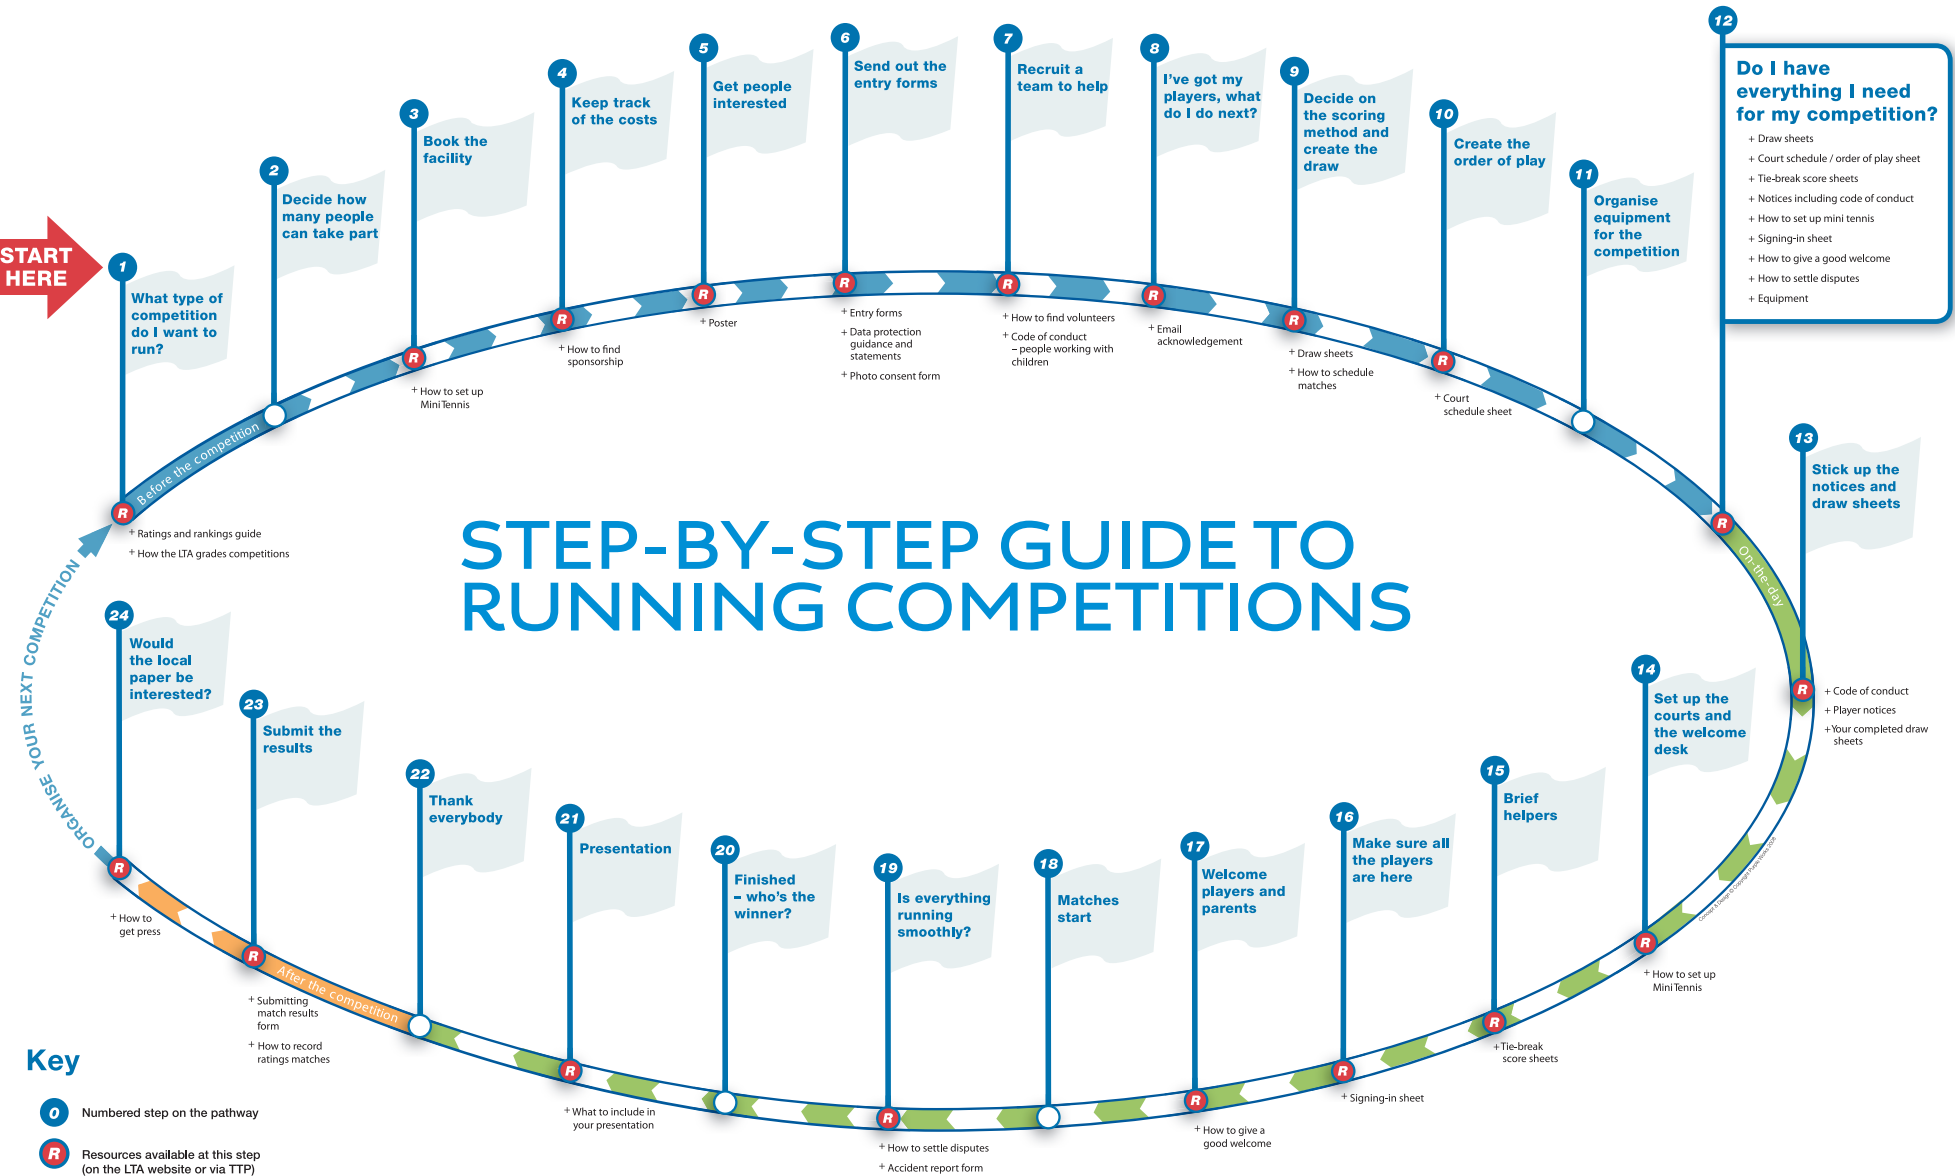 START
HERE
1
What type of
competition
do I want to
run?
R
+ Ratings and rankings guide
+ How the LTA grades competitions
Before the competition
2
Decide how
many people
can take part
3
Book the
facility
R
+ How to set up
MiniTennis
4
Keep track
of the costs
R
+ How to find
sponsorship
5
Get people
interested
R
+ Poster
6
Send out the
entry forms
R
+ Entry forms
+ Data protection
guidance and
statements
+ Photo consent form
7
Recruit a
team to help
R
+ How to find volunteers
+ Code of conduct
– people working with
children
8
I've got my
players, what
do I do next?
R
+ Email
acknowledgement
9
Decide on
the scoring
method and
create the
draw
R
+ Draw sheets
+ How to schedule
matches
10
Create the
order of play
R
+ Court
schedule sheet
11
Organise
equipment
for the
competition
12
Do I have
everything I need
for my competition?
+ Draw sheets
+ Court schedule / order of play sheet
+ Tie-break score sheets
+ Notices including code of conduct
+ How to set up mini tennis
+ Signing-in sheet
+ How to give a good welcome
+ How to settle disputes
+ Equipment
R
On-the-day
13
Stick up the
notices and
draw sheets
R
+ Code of conduct
+ Player notices
+Your completed draw
sheets
STEP-BY-STEP GUIDE TO
RUNNING COMPETITIONS
14
Set up the
courts and
the welcome
desk
R
+ How to set up
MiniTennis
Concept & Design © Copyright Purple Works 2008
15
Brief
helpers
R
+Tie-break
score sheets
16
Make sure all
the players
are here
R
+ Signing-in sheet
17
Welcome
players and
parents
R
+ How to give a
good welcome
18
Matches
start
19
Is everything
running
smoothly?
R
+ How to settle disputes
+ Accident report form
20
Finished
– who's the
winner?
21
Presentation
R
+ What to include in
your presentation
22
Thank
everybody
After the competition
23
Submit the
results
R
+ Submitting
match results
form
+ How to record
ratings matches
24
Would
the local
paper be
interested?
R
+ How to
get press
ORGANISE YOUR NEXT COMPETITION
Key
0 Numbered step on the pathway
R Resources available at this step
(on the LTA website or via TTP)